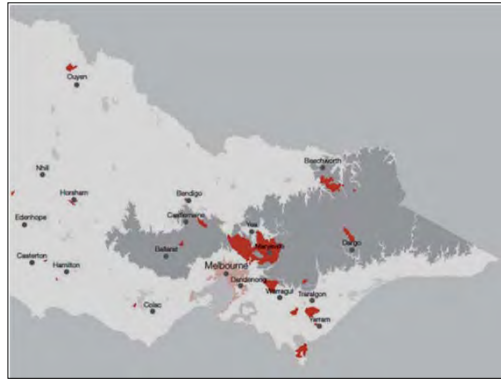 Ouyen
Nhill
Horsham
Edenhope
Casterton
Hamilton
Bendigo
Castlemaine
Ballarat
Colac
Melbourne
Dandenong
Yea
Marysville
Beechworth
Dargo
Warragul
Traralgon
Yarram